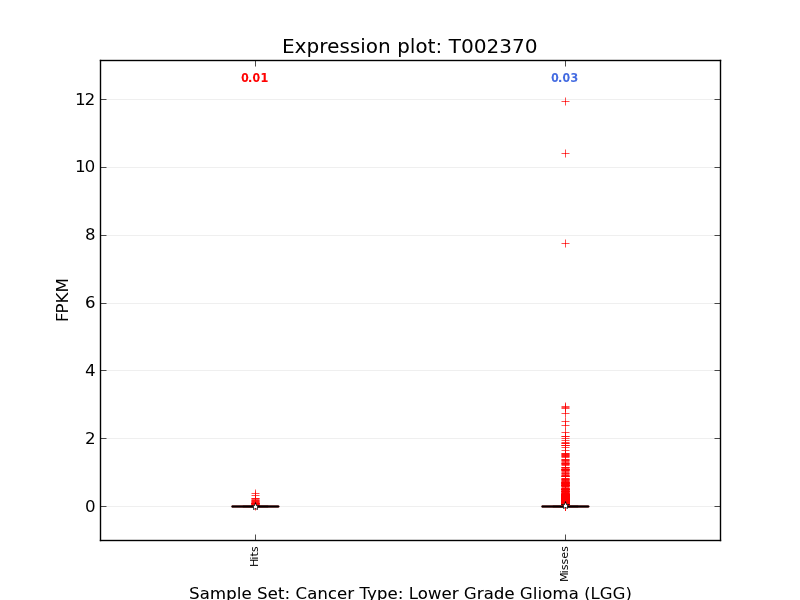 Expression plot: T002370
0.01
0.03
12
10
8
6
4
2
0
FPKM
Hits
Misses
Sample Set: Cancer Type: Lower Grade Glioma (LGG)